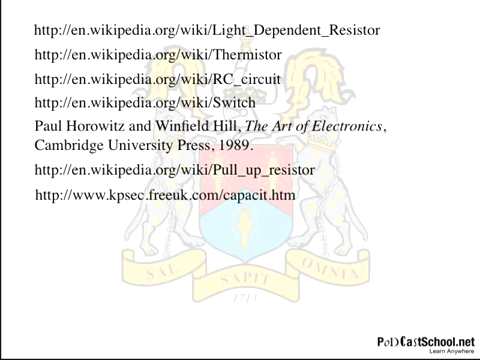 http://en.wikipedia.org/wiki/Light_Dependent_Resistor
http://en.wikipedia.org/wiki/Thermistor
http://en.wikipedia.org/wiki/RC_circuit
http://en.wikipedia.org/wiki/Switch
Paul Horowitz and Winfield Hill, The Art of Electronics,
Cambridge University Press, 1989.
http://en.wikipedia.org/wiki/Pull_up_resistor
http://www.kpsec.freeuk.com/capacit.htm
SAL SAPIT OMNIA
1713
PoDCastSchool.net
Learn Anywhere